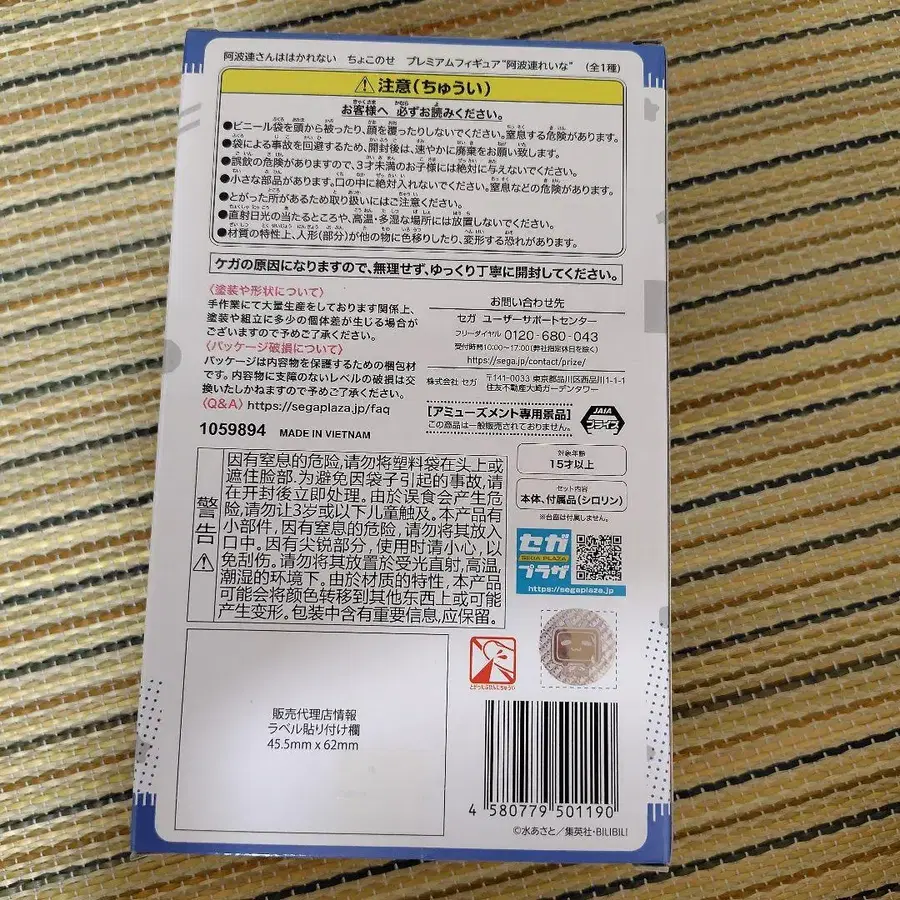 阿波連さんははかれない ちょこのせ プレミアムフィギュア“阿波連れいな” (全1種)
注意(ちゅうい)
お客様へ 必ずお読みください。
●ビニール袋を頭から被ったり、顔を覆ったりしないでください。窒息する危険があります。
●袋による事故を回避するため、開封後は、速やかに廃棄をお願い致します。
●誤飲の危険がありますので、3才未満のお子様には絶対に与えないでください。
●小さな部品があります。口の中に絶対入れないでください。窒息などの危険があります。
●とがった所があるため取り扱いにはご注意ください。
●直射日光の当たるところや、高温・多湿な場所には放置しないでください。
●材質の特性上、人形(部分)が他の物に色移りしたり、変形する恐れがあります。
ケガの原因になりますので、無理せず、ゆっくり丁寧に開封してください。
〈塗装や形状について〉
手作業にて大量生産をしております関係上、
塗装や組立に多少の個体差が生じる場合が
ございますので予めご了承ください。
〈パッケージ破損について〉
パッケージは内容物を保護するための梱包材
です。内容物に支障のないレベルの破損は交
換いたしかねますので予めご了承ください。
〈Q&A〉https://segaplaza.jp/faq
1059894 MADE IN VIETNAM
お問い合わせ先
セガ ユーザーサポートセンター
フリーダイヤル 0120-680-043
受付時間10:00~17:00(弊社指定休日を除く)
https://sega.jp/contact/prize/
株式会社 セガ 〒141-0033 東京都品川区西品川1-1-1
住友不動産大崎ガーデンタワー
[アミューズメント専用景品]
この商品は一般販売されておりません。
JAIA
プライズ
対象年齢
15才以上
セット内容
本体、付属品(シロリン)
※台座は付属しません。
セガ
SEGA PLAZA
プラザ
https://segaplaza.jp
警告
因有窒息的危险,请勿将塑料袋在头上或
遮住脸部.为避免因袋子引起的事故,请
在开封後立即处理。由於误食会产生危
险,请勿让3岁或以下儿童触及。本产品有
小部件,因有窒息的危险,请勿将其放入
口中。因有尖锐部分,使用时请小心,以
免刮伤。请勿将其放置於受光直射,高温,
潮湿的环境下。由於材质的特性,本产品
可能会将颜色转移到其他东西上或可能
产生变形。包装中含有重要信息,应保留。
とがったぶひんにちゅうい
販売代理店情報
ラベル貼り付け欄
45.5mm x 62mm
4 580779 501190
©水あさと/集英社・BILIBILI